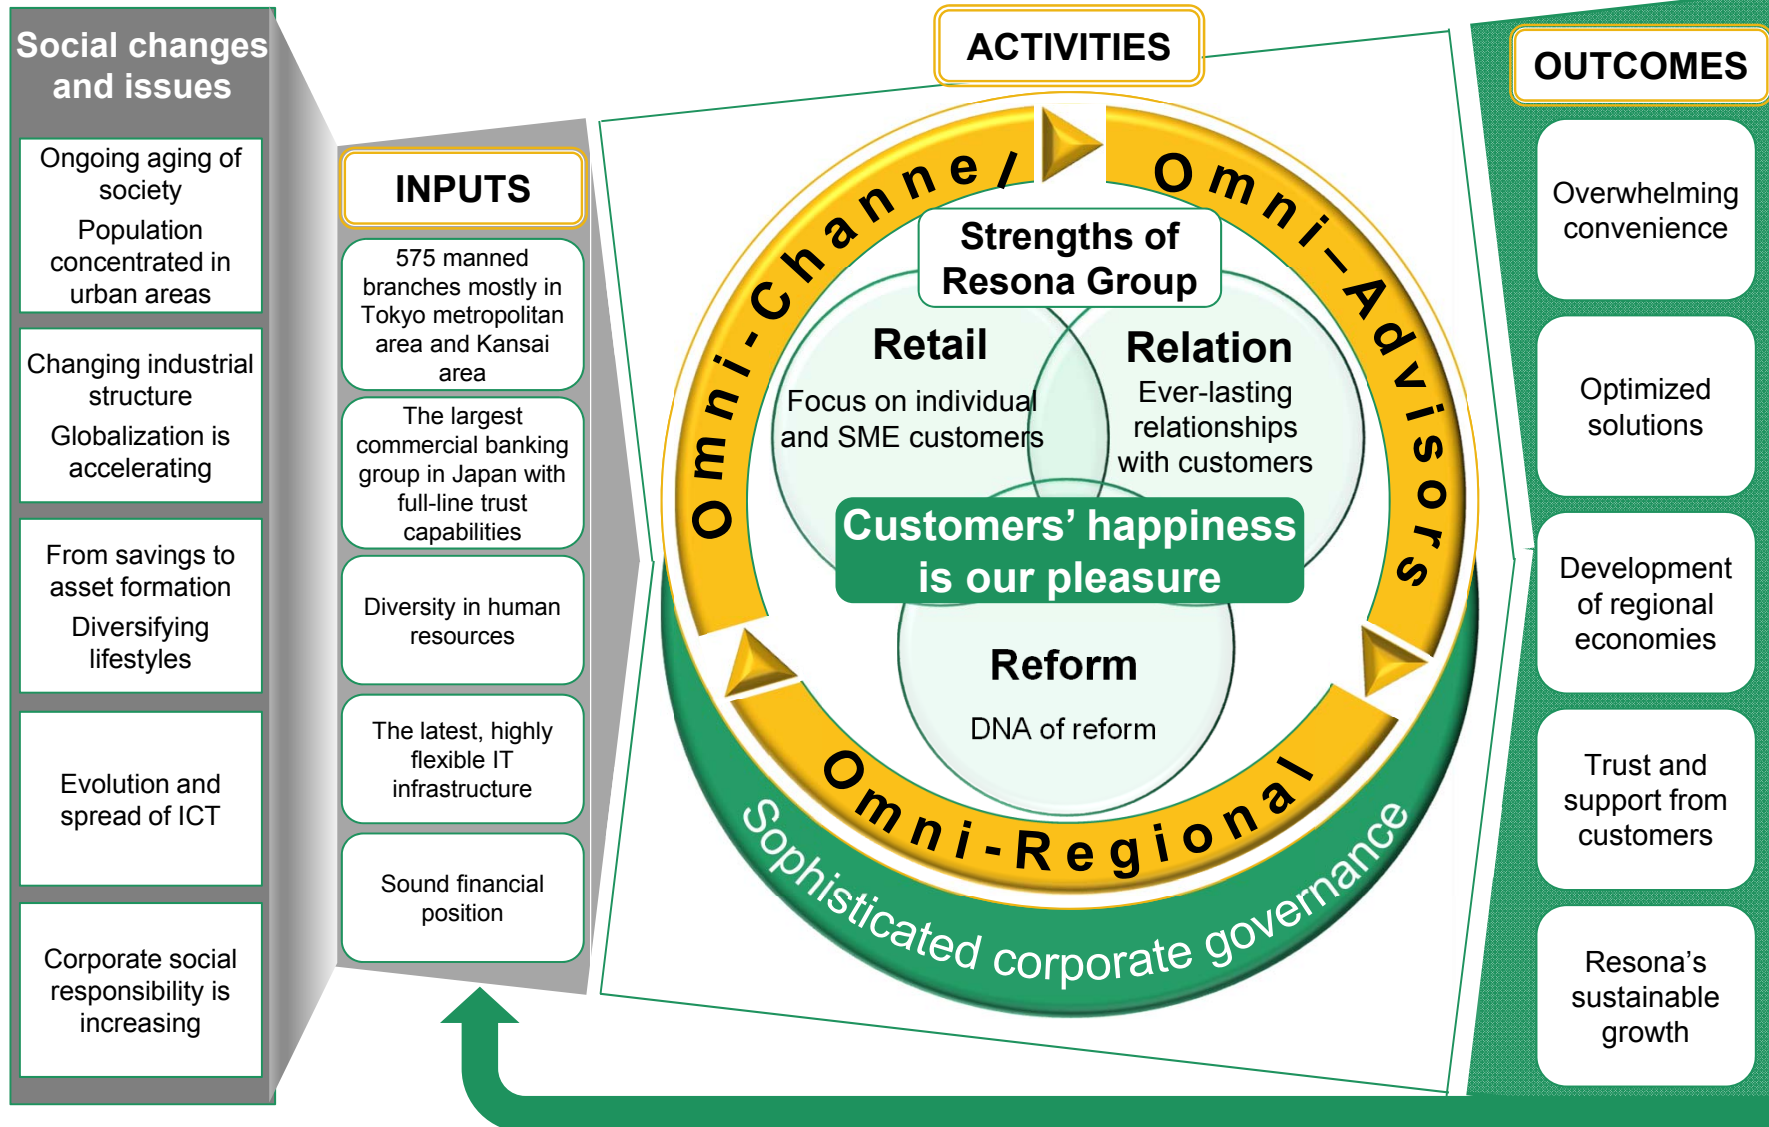 Social changes
and issues
Ongoing aging of
society
Population
concentrated in
urban areas
Changing industrial
structure
Globalization is
accelerating
From savings to
asset formation
Diversifying
lifestyles
Evolution and
spread of ICT
Corporate social
responsibility is
increasing
INPUTS
575 manned
branches mostly in
Tokyo metropolitan
area and Kansai
area
The largest
commercial banking
group in Japan with
full-line trust
capabilities
Diversity in human
resources
The latest, highly
flexible IT
infrastructure
Sound financial
position
ACTIVITIES
Omni-Channel
Omni–Advisors
Omni-Regional
Strengths of
Resona Group
Retail
Focus on individual
and SME customers
Relation
Ever-lasting
relationships
with customers
Customers’ happiness
is our pleasure
Reform
DNA of reform
Sophisticated corporate governance
OUTCOMES
Overwhelming
convenience
Optimized
solutions
Development
of regional
economies
Trust and
support from
customers
Resona’s
sustainable
growth